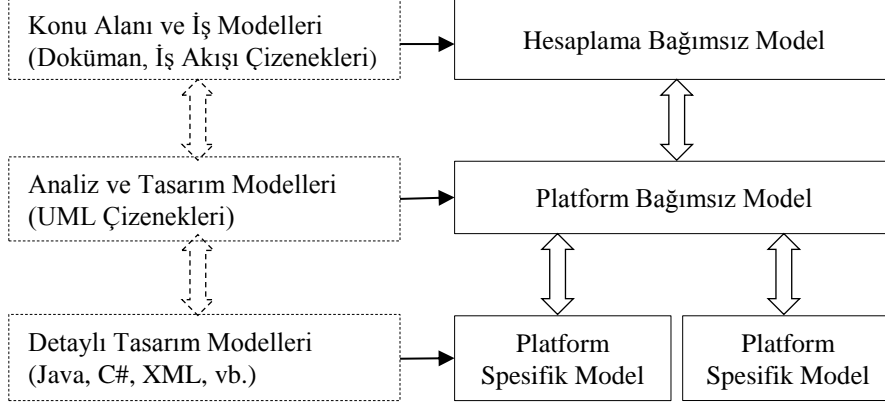 Konu Alanı ve İş Modelleri
(Doküman, İş Akışı Çizenekleri)
Hesaplama Bağımsız Model
Analiz ve Tasarım Modelleri
(UML Çizenekleri)
Platform Bağımsız Model
Detaylı Tasarım Modelleri
(Java, C#, XML, vb.)
Platform
Spesifik Model
Platform
Spesifik Model